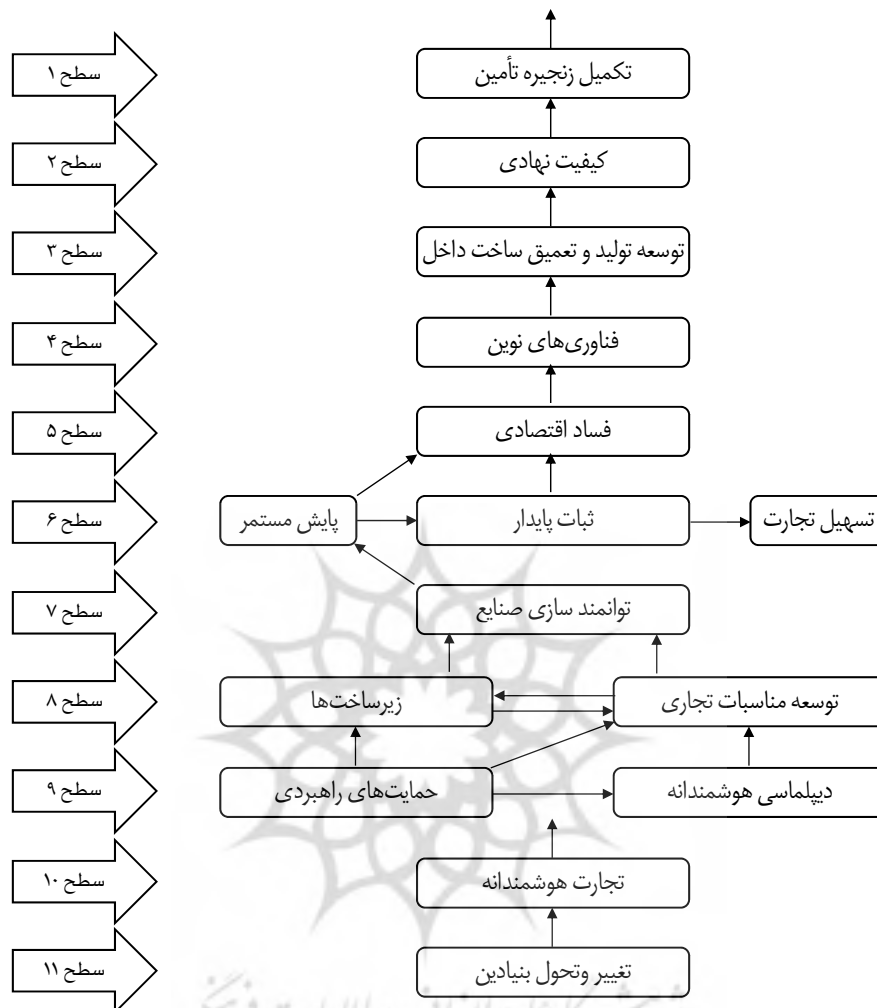 سطح ۱
تکمیل زنجیره تأمین
سطح ۲
کیفیت نهادی
سطح ۳
توسعه تولید و تعمیق ساخت داخل
سطح ۴
فناوری‌های نوین
سطح ۵
فساد اقتصادی
سطح ۶
تسهیل تجارت
ثبات پایدار
پایش مستمر
سطح ۷
توانمند سازی صنایع
سطح ۸
توسعه مناسبات تجاری
زیرساخت‌ها
سطح ۹
دیپلماسی هوشمندانه
حمایت‌های راهبردی
سطح ۱۰
تجارت هوشمندانه
سطح ۱۱
تغییر وتحول بنیادین